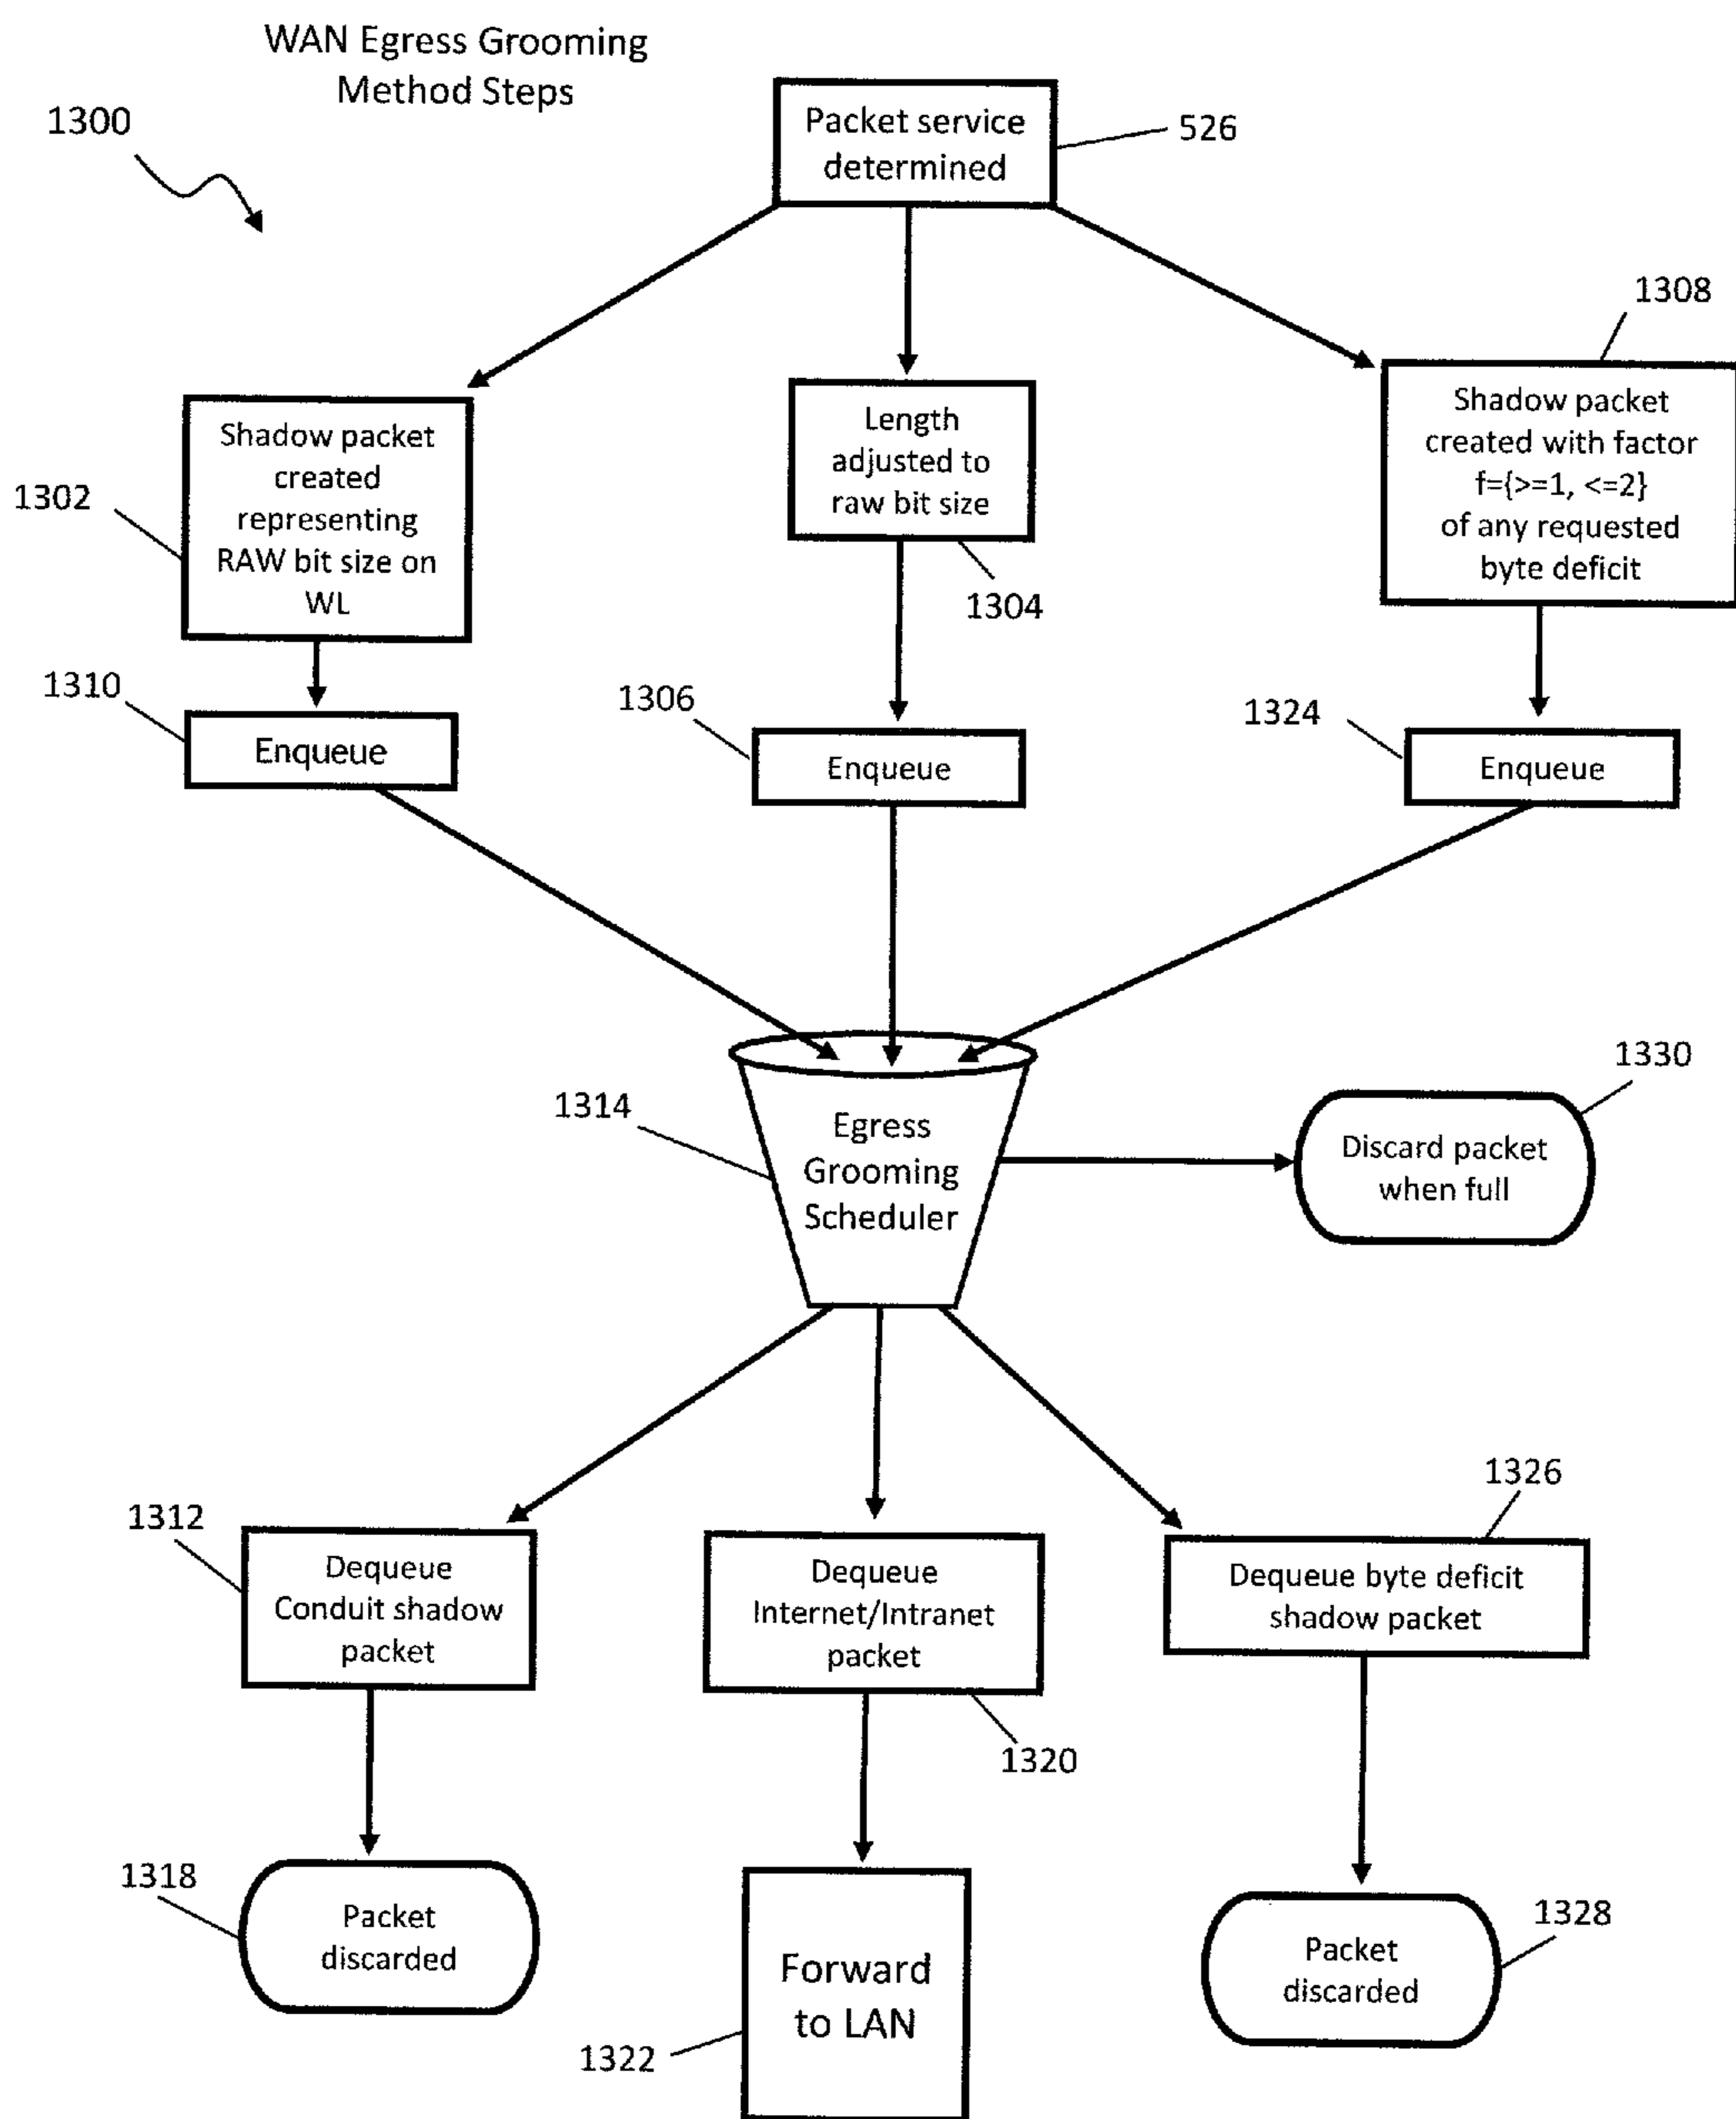 WAN Egress Grooming
Method Steps
1300
Packet service
determined
526
1308
Shadow packet
created
representing
RAW bit size on
WL
1302
Length
adjusted to
raw bit size
1304
Shadow packet
created with factor
f={>=1, <=2}
of any requested
byte deficit
1310
Enqueue
1306
Enqueue
1324
Enqueue
1314
Egress
Grooming
Scheduler
1330
Discard packet
when full
1312
Dequeue
Conduit shadow
packet
Dequeue
Internet/Intranet
packet
1320
1326
Dequeue byte deficit
shadow packet
1318
Packet
discarded
Forward
to LAN
1322
Packet
discarded
1328